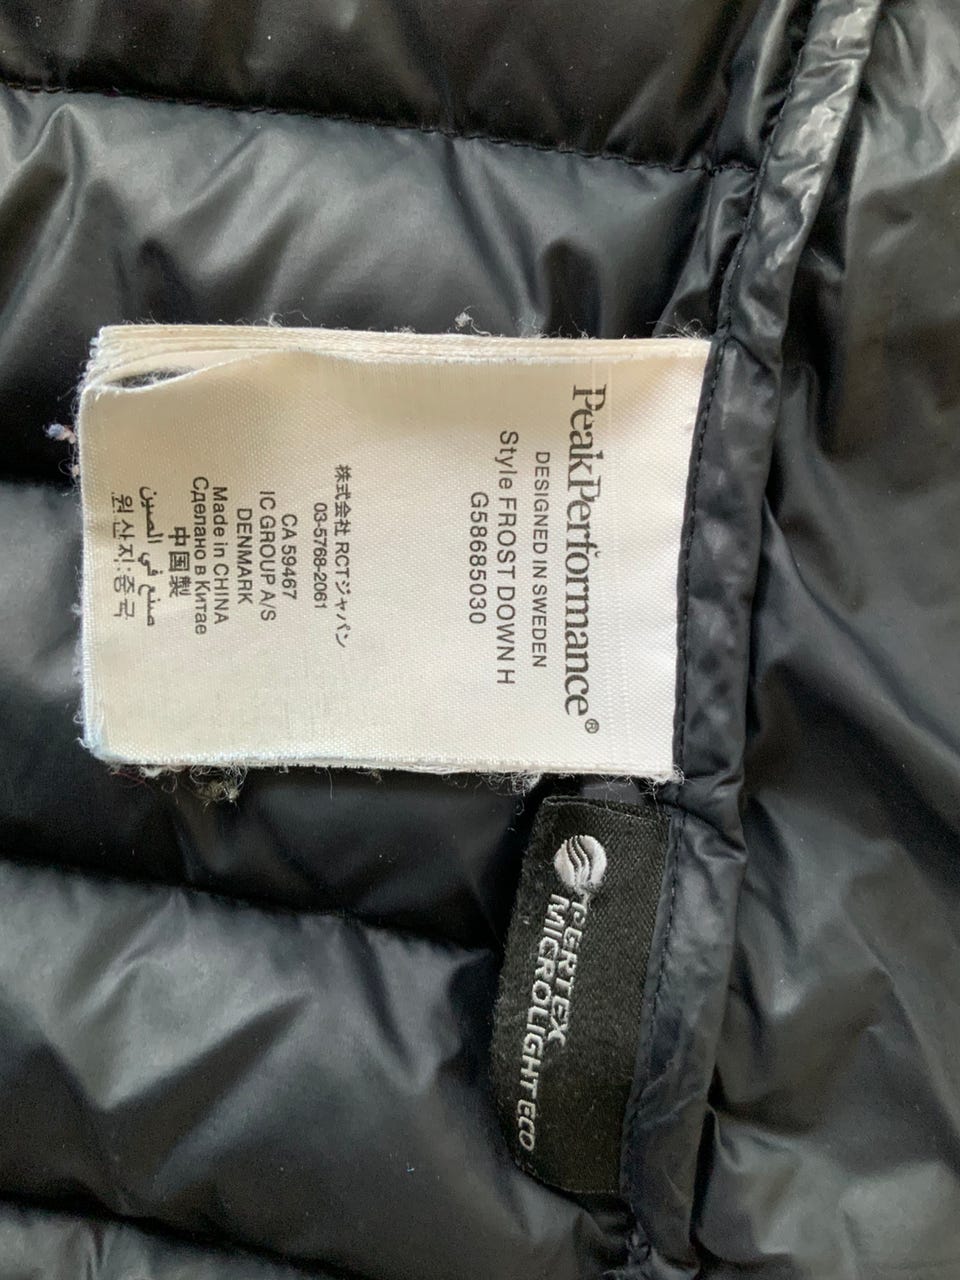 PeakPerformance®
DESIGNED IN SWEDEN
Style FROST DOWN H
G58685030
株式会社 RCTジャパン
03-5768-2061
CA 59467
IC GROUP A/S
DENMARK
Made in CHINA
Сделано в Китае
中国製
صنع في الصين
원산지:중국
PERTEX
MICROLIGHT ECO